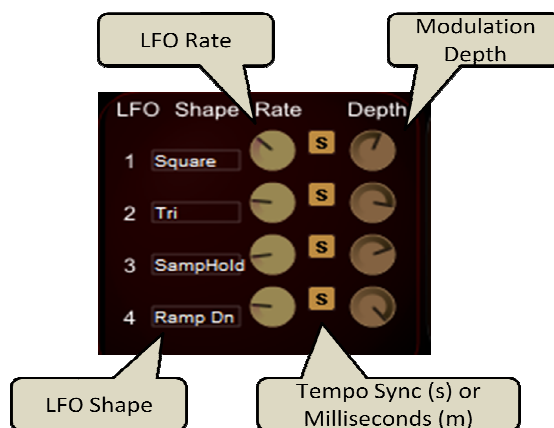 LFO Rate
Modulation
Depth
LFO Shape Rate Depth
1 Square S
2 Tri S
3 SampHold S
4 Ramp Dn S
LFO Shape
Tempo Sync (s) or
Milliseconds (m)